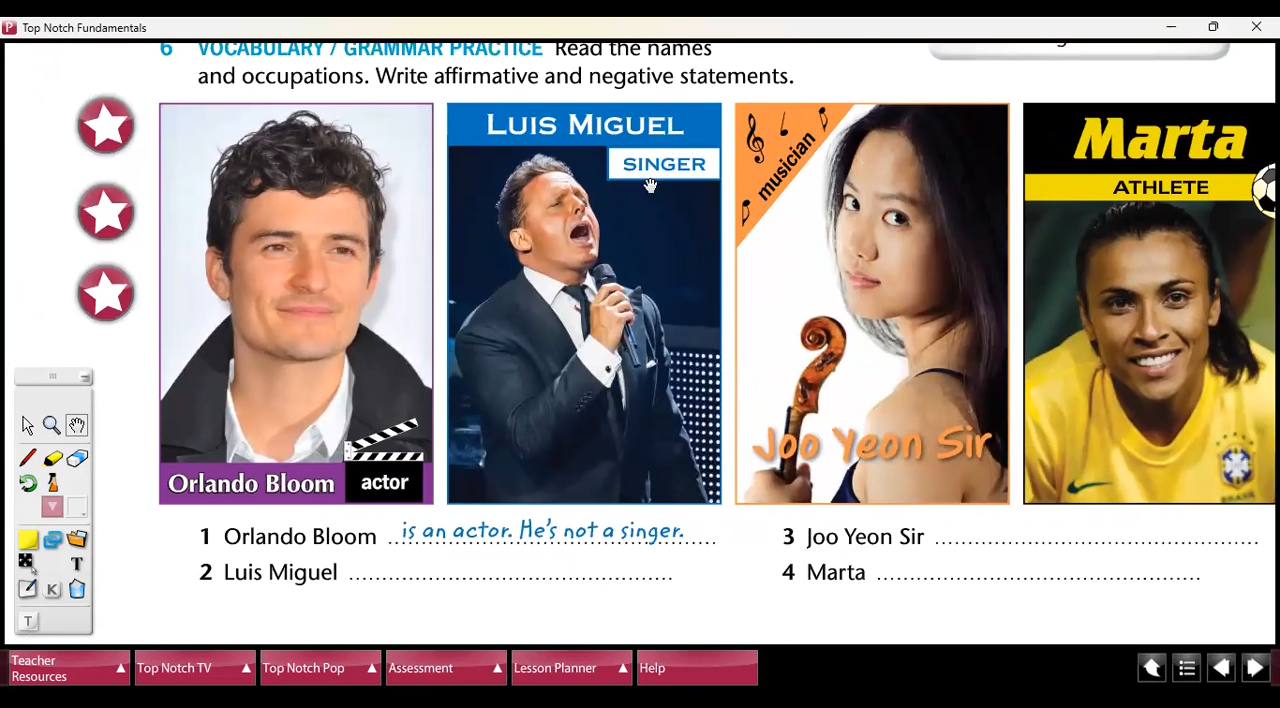 Top Notch Fundamentals
6 VOCABULARY / GRAMMAR PRACTICE Read the names
and occupations. Write affirmative and negative statements.
LUIS MIGUEL
SINGER
musician
Marta
ATHLETE
Joo Yeon Sir
BRASIL
Orlando Bloom
actor
1 Orlando Bloom is an actor. He's not a singer.
2 Luis Miguel
3 Joo Yeon Sir
4 Marta
T
K
T
Teacher
Resources
Top Notch TV
Top Notch Pop
Assessment
Lesson Planner
Help